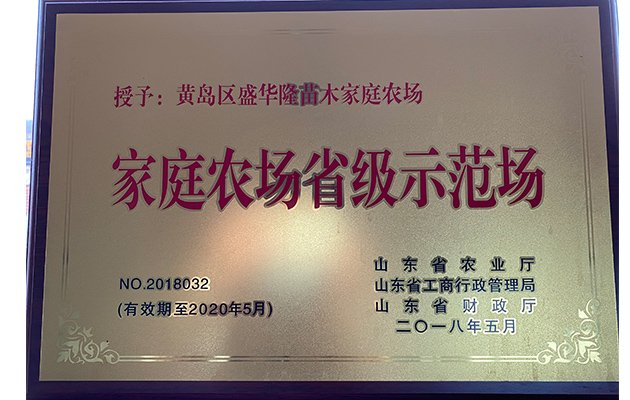 授予：黄岛区盛华隆苗木家庭农场
家庭农场省级示范场
山东省农业厅
NO.2018032
山东省工商行政管理局
(有效期至2020年5月)
山东省财政厅
二〇一八年五月